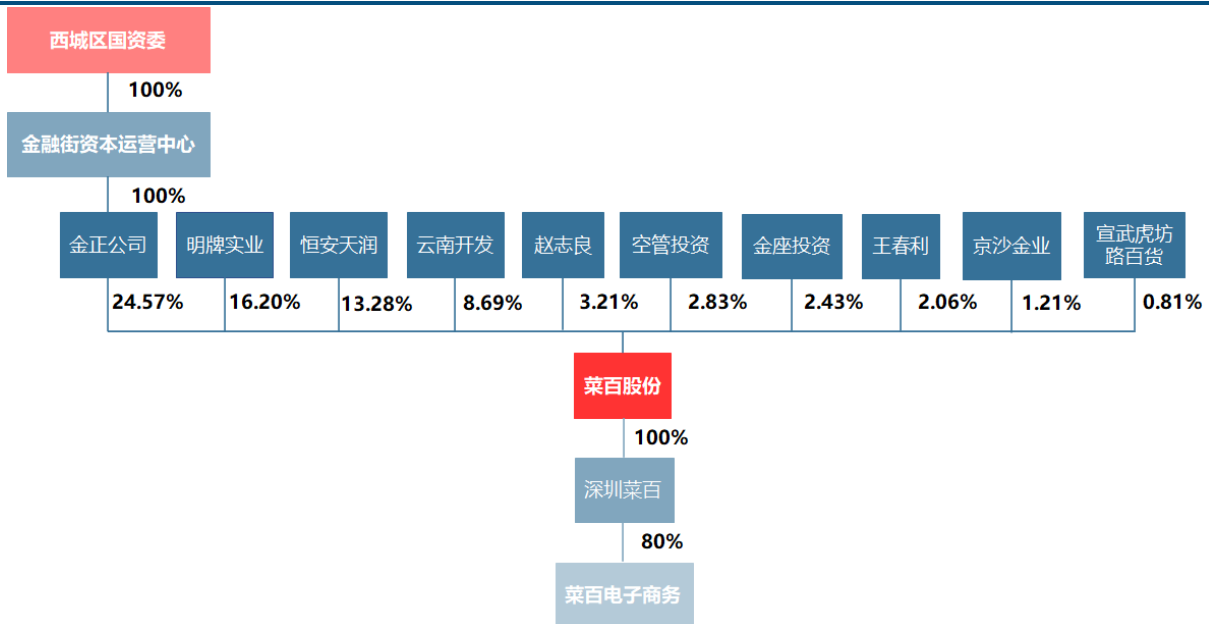 西城区国资委
100%
金融街资本运营中心
100%
金正公司
明牌实业
恒安天润
云南开发
赵志良
空管投资
金座投资
王春利
京沙金业
宣武虎坊
路百货
24.57%
16.20%
13.28%
8.69%
3.21%
2.83%
2.43%
2.06%
1.21%
0.81%
菜百股份
100%
深圳菜百
80%
菜百电子商务